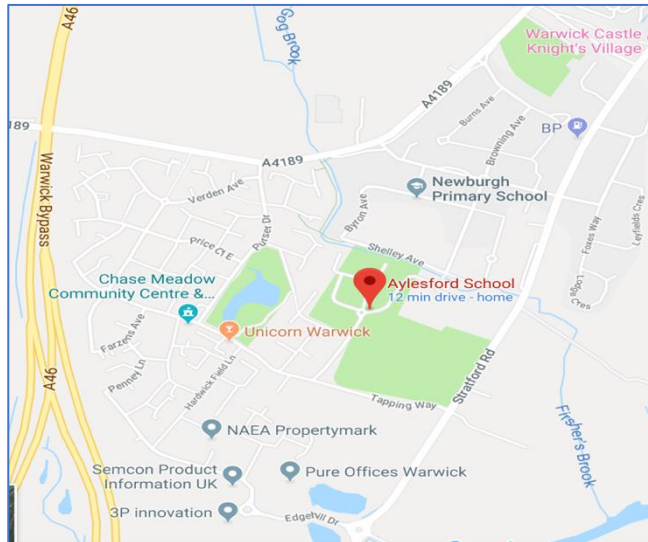 A46
Gog Brook
Warwick Castle
Knight's Village
A4189
Burns Ave
BP
Browning Ave
189
A4189
Warwick Bypass
Verden Ave
Newburgh
Primary School
Foxes Way
Leyfields Cres
Byron Ave
Purser Dr
Price Ct E
Shelley Ave
Lodge Cres
Chase Meadow
Community Centre &...
Aylesford School
12 min drive - home
Farzens Ave
Unicorn Warwick
Stratford Rd
A46
Penney Ln
Hardwick Field Ln
Tapping Way
Fisher's Brook
NAEA Propertymark
Semcon Product
Information UK
Pure Offices Warwick
3P innovation
Edgehill Dr